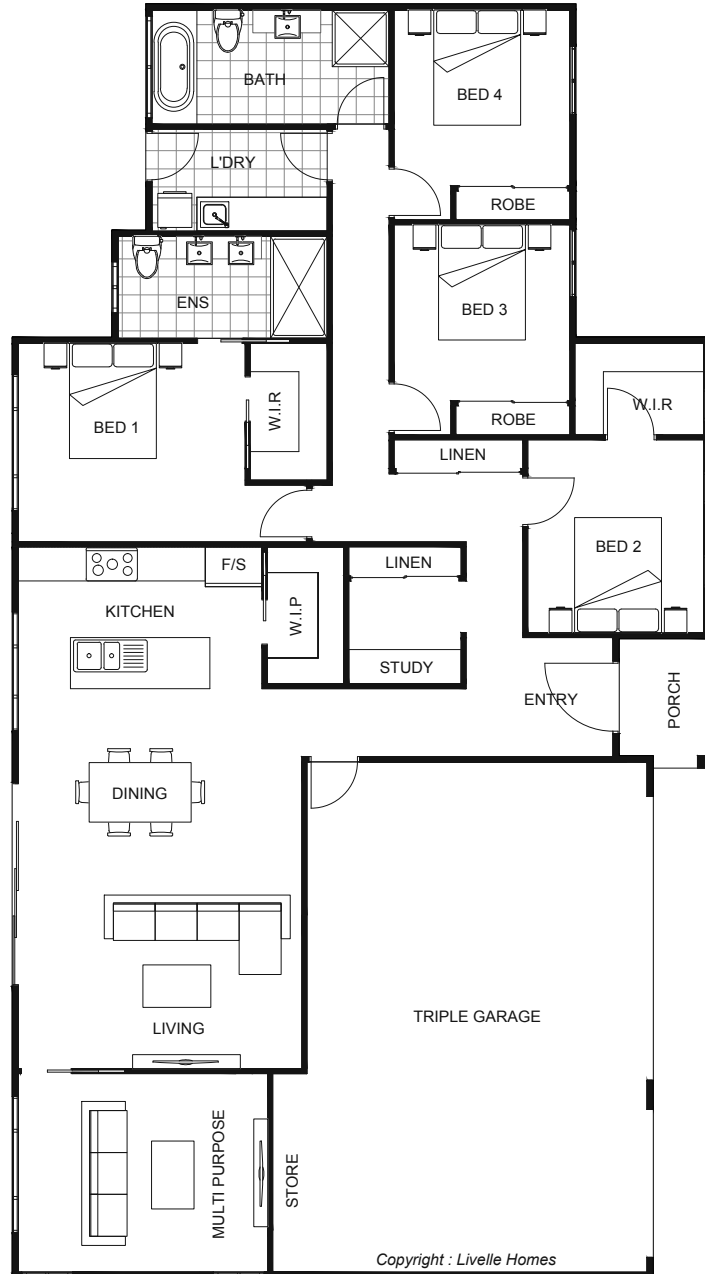 BATH
BED 4
L'DRY
ROBE
ENS
BED 3
BED 1
W.I.R
ROBE
W.I.R
LINEN
BED 2
F/S
LINEN
KITCHEN
W.I.P
STUDY
ENTRY
PORCH
DINING
LIVING
TRIPLE GARAGE
MULTI PURPOSE
STORE
Copyright : Livelle Homes